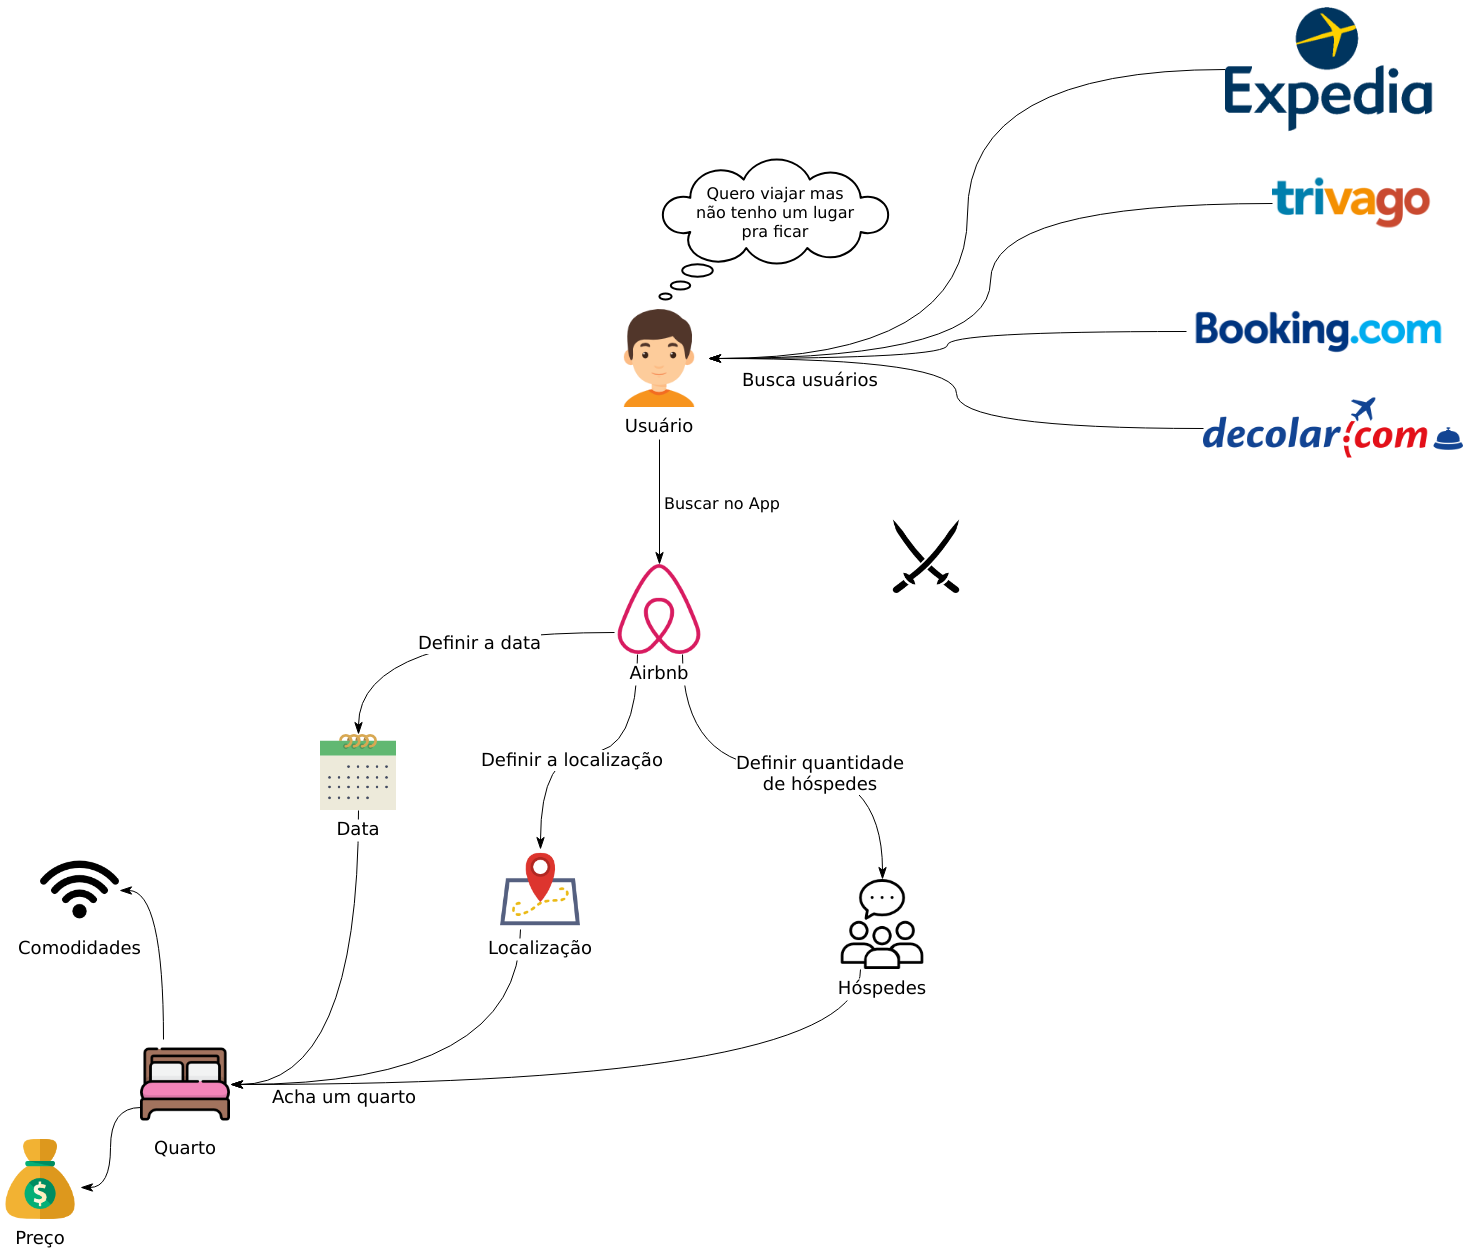 Expedia
trivago
Quero viajar mas
não tenho um lugar
pra ficar
Booking.com
Busca usuários
decolar.com
Usuário
Buscar no App
Airbnb
Definir a data
Definir a localização
Definir quantidade
de hóspedes
Data
Comodidades
Localização
Hóspedes
Acha um quarto
Quarto
$
Preço